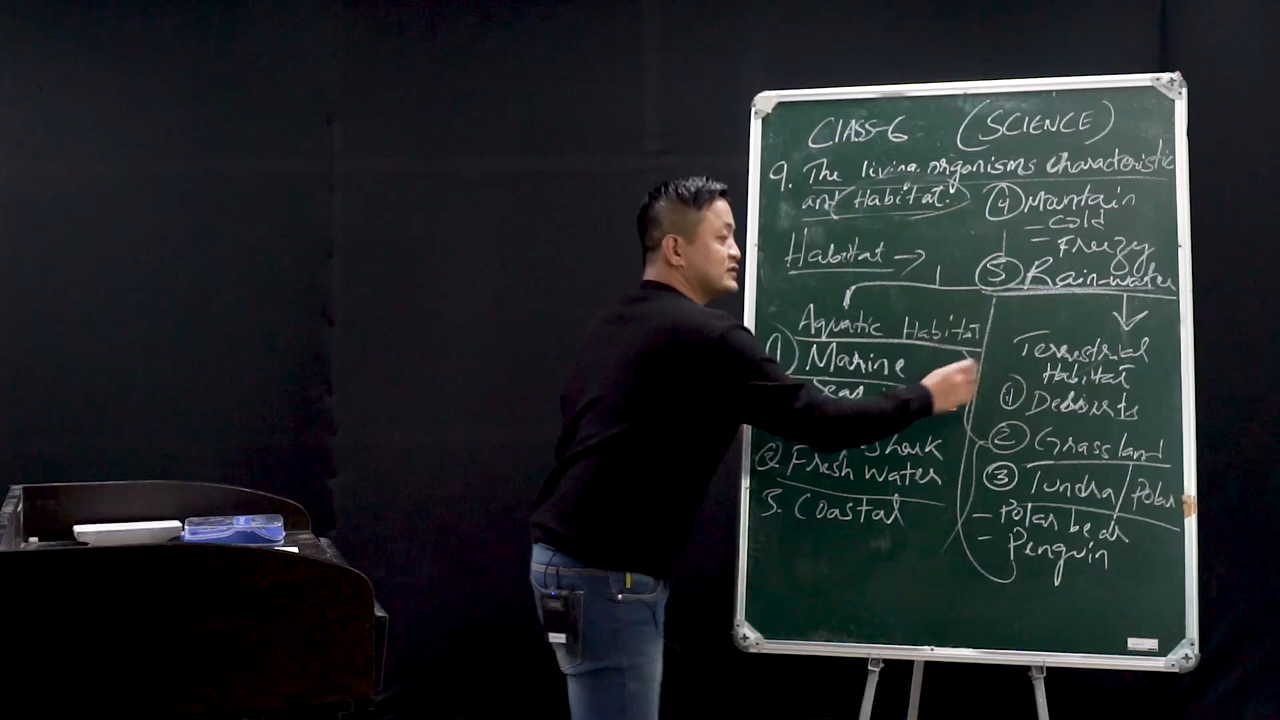 CLASS-6 (SCIENCE)
9. The living organisms characteristic
and Habitat.
④ Mountain
- Cold
- Freezy
Habitat →
⑤ Rain-water
Aquatic Habitat
① Marine
Sea
Shark
② Fresh Water
3. Coastal
Terrestrial
Habitat
① Deserts
② Grassland
③ Tundra/Polar
- Polar bear
- Penguin